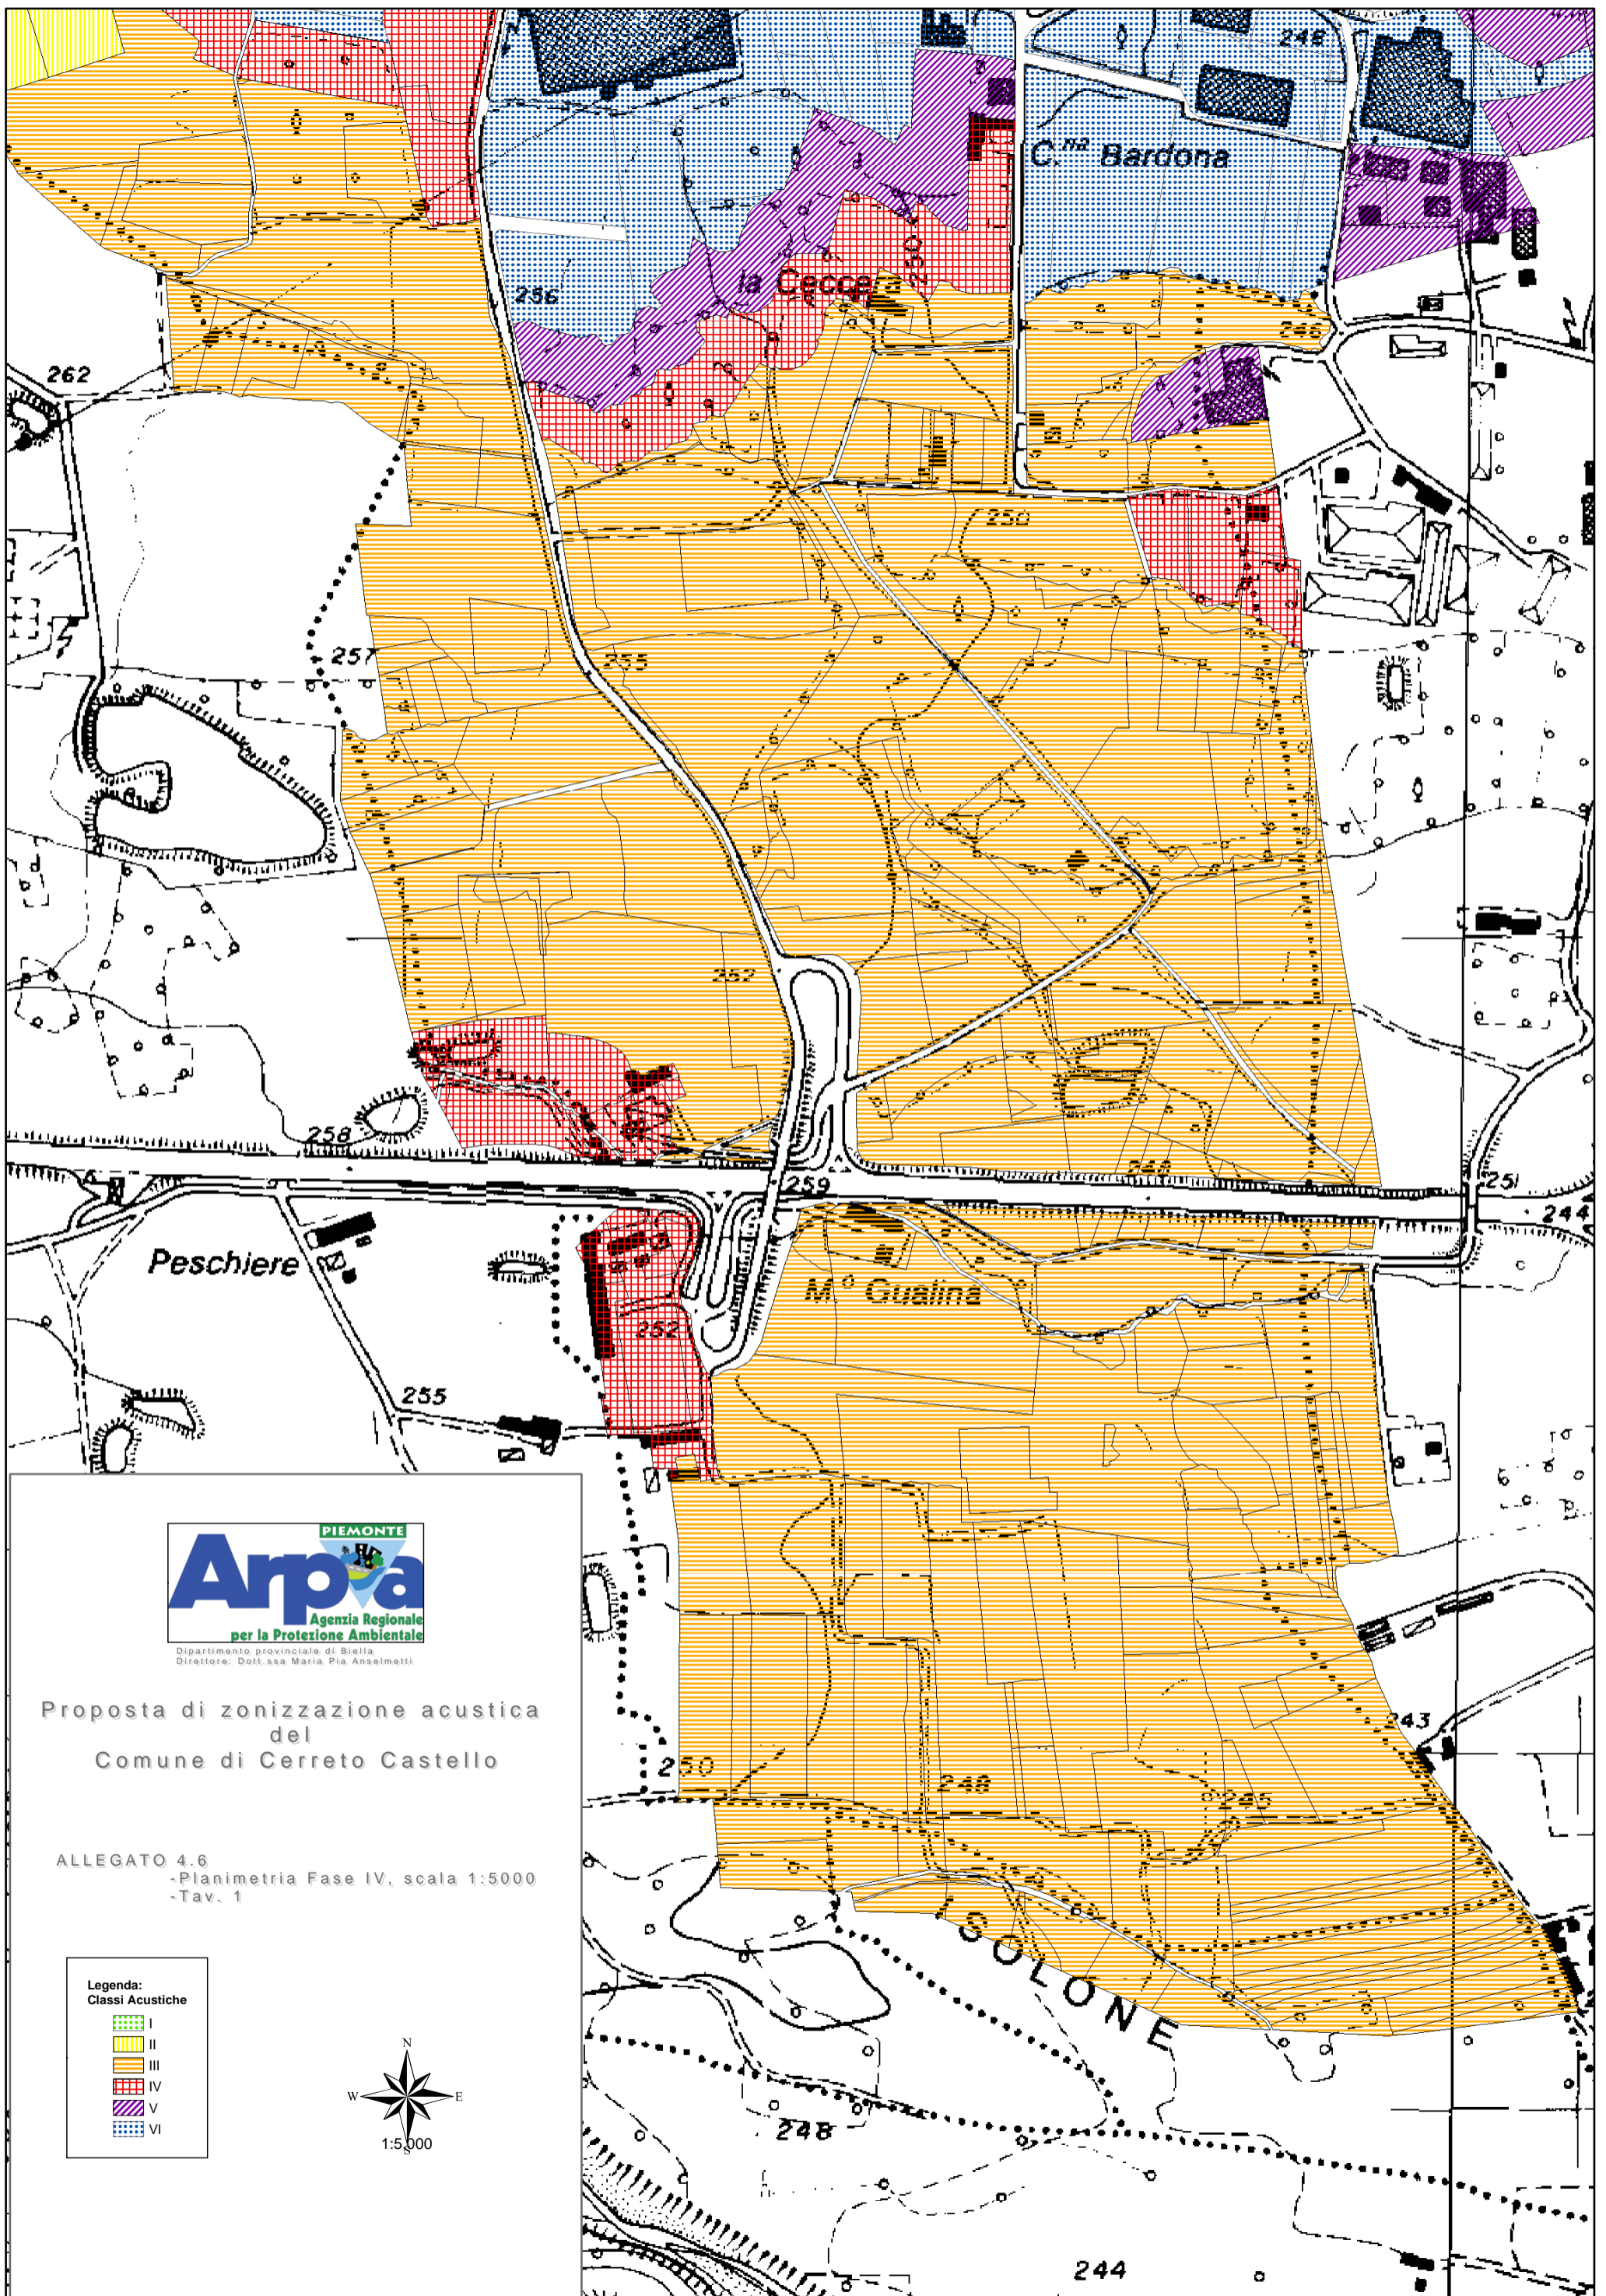 246
C.na Bardona
250
la Cecca
256
246
262
250
257
255
252
258
259
244
251
244
Peschiere
M° Gualina
252
255
PIEMONTE
Arpa
Agenzia Regionale
per la Protezione Ambientale
Dipartimento provinciale di Biella
Direttore: Dott.ssa Maria Pia Anselmetti
Proposta di zonizzazione acustica
del
Comune di Cerreto Castello
243
250
248
245
ALLEGATO 4.6
-Planimetria Fase IV, scala 1:5000
-Tav. 1
SOLONE
Legenda:
Classi Acustiche
I
II
III
IV
V
VI
N
W
E
S
1:5.000
248
244